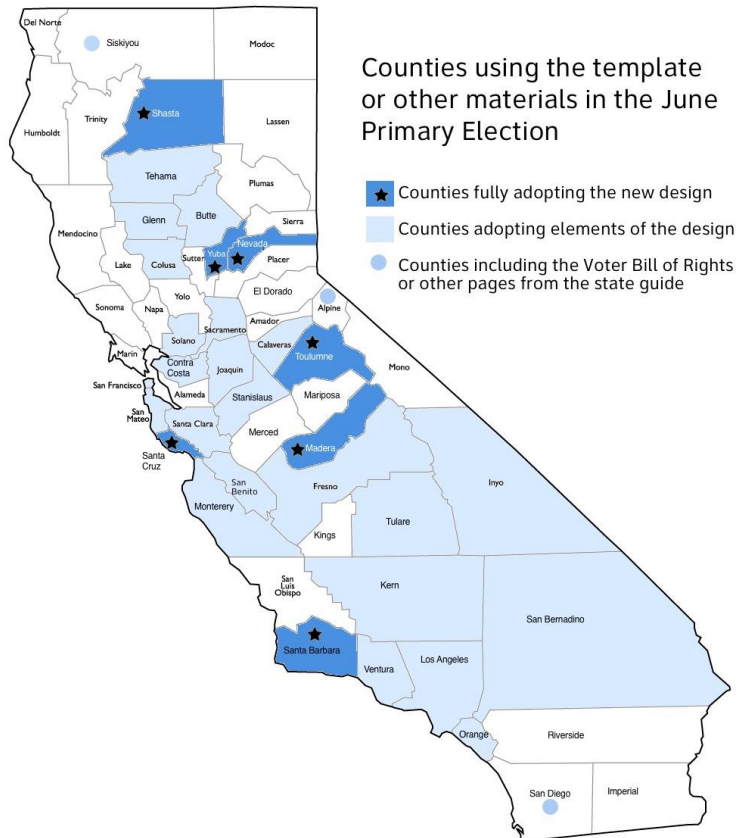 Counties using the template
or other materials in the June
Primary Election
Counties fully adopting the new design
Counties adopting elements of the design
Counties including the Voter Bill of Rights
or other pages from the state guide
Del Norte
Siskiyou
Modoc
Humboldt
Trinity
Shasta
Lassen
Tehama
Plumas
Mendocino
Glenn
Butte
Sierra
Lake
Colusa
Sutter
Yuba
Nevada
Placer
Sonoma
Napa
Yolo
El Dorado
Alpine
Sacramento
Amador
Solano
Calaveras
Marin
Contra
Costa
Joaquin
Toulumne
Mono
San Francisco
Alameda
Stanislaus
Mariposa
San
Mateo
Santa Clara
Merced
Madera
Santa
Cruz
San
Benito
Fresno
Inyo
Monterery
Kings
Tulare
San
Luis
Obispo
Kern
San Bernadino
Santa Barbara
Ventura
Los Angeles
Orange
Riverside
San Diego
Imperial